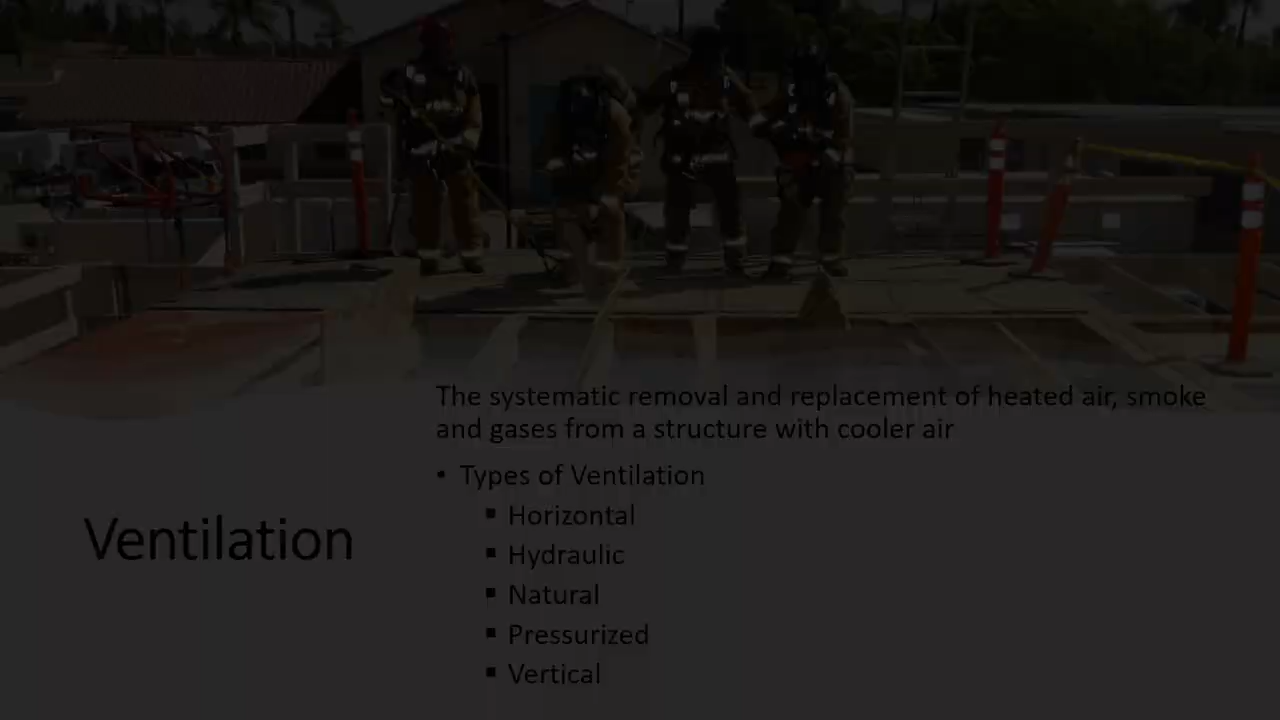 The systematic removal and replacement of heated air, smoke
and gases from a structure with cooler air
• Types of Ventilation
▪ Horizontal
▪ Hydraulic
▪ Natural
▪ Pressurized
▪ Vertical
Ventilation